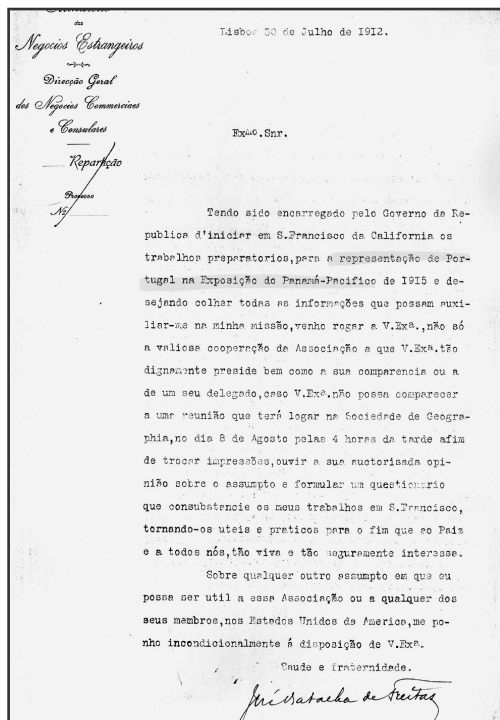 das
Negocios Estrangeiros
Direcção Geral
dos Negocios Commerciaes
e Consulares
Repartição
Processo
Nº
Lisboa 30 de Julho de 1912.
Exmo.Snr.
Tendo sido encarregado pelo Governo da Re-
publica d'iniciar em S.Francisco da California os
trabalhos preparatorios,para a representação de Por-
tugal na Exposição do Panamá-Pacifico de 1915 e de-
sejando colher todas as informações que possam auxi-
liar-me na minha missão,venho rogar a V.Exª.,não só
a valiosa cooperação da Associação a que V.Exª.tão
dignamente preside bem como a sua comparencia ou a
de um seu delegado,caso V.Exª.não possa comparecer
a uma reunião que terá logar na Sociedade de Geogra-
phia,no dia 8 de Agosto pelas 4 horas da tarde afim
de trocar impressões,ouvir a sua auctorisada opi-
nião sobre o assumpto e formular um questionario
que consubstancie os meus trabalhos em S.Francisco,
tornando-os uteis e praticos para o fim que ao Paiz
e a todos nós,tão viva e tão seguramente interessa.
Sobre qualquer outro assumpto em que eu
possa ser util a essa Associação ou a qualquer dos
seus membros,nos Estados Unidos da America,me po-
nho incondicionalmente á disposição de V.Exª.
Saude e fraternidade.
José Batalha de Freitas